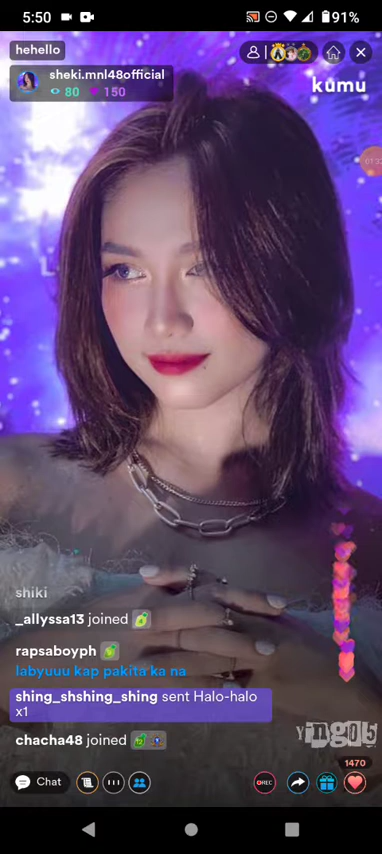 5:50
91%
hehello
sheki.mnl48official
80 150
kumu
shiki
_allyssa13 joined
rapsaboyph
labyuuu kap pakita ka na
shing_shshing_shing sent Halo-halo
x1
chacha48 joined
1470
Chat
REC